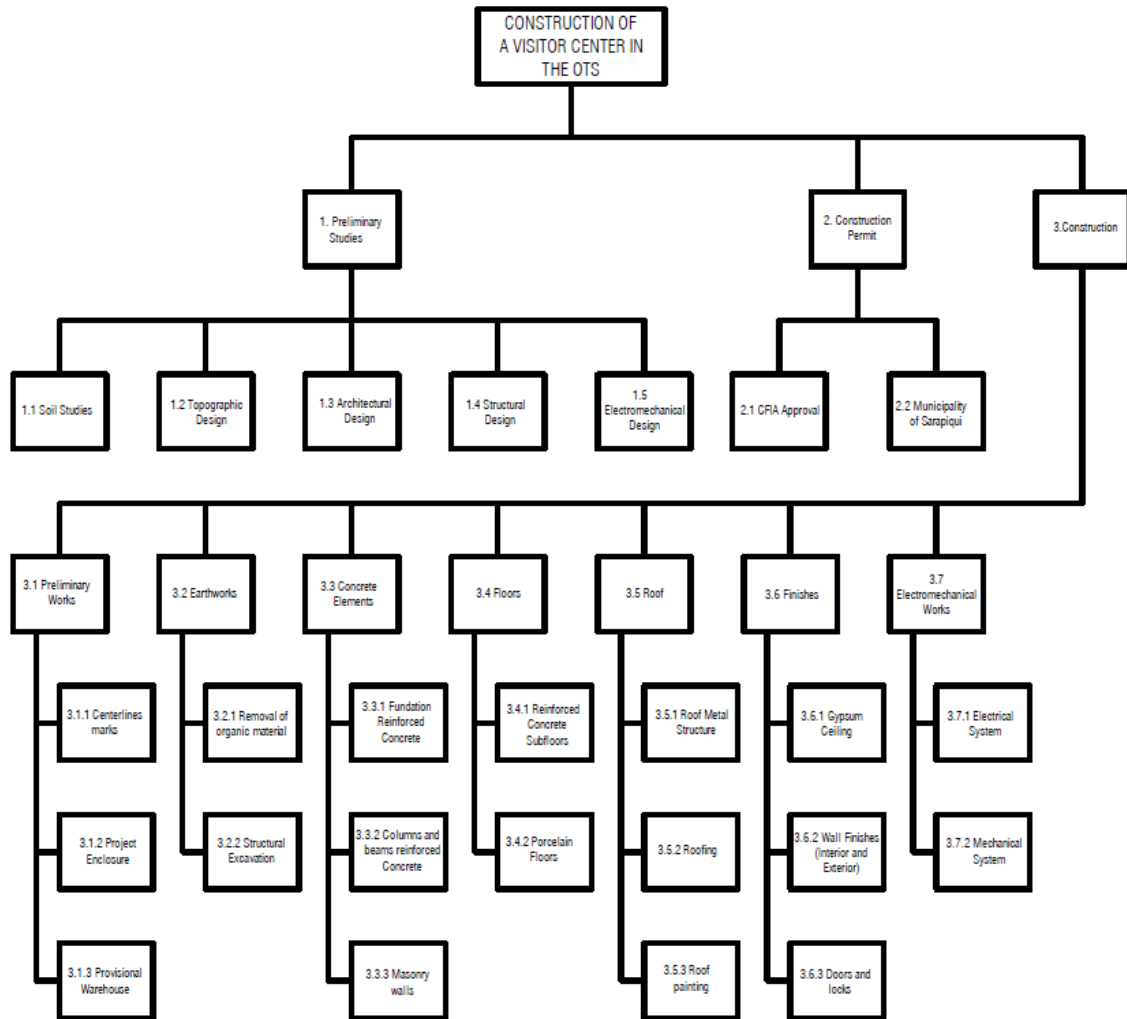 CONSTRUCTION OF
A VISITOR CENTER IN
THE OTS
1. Preliminary
Studies
2. Construction
Permit
3.Construction
1.1 Soil Studies
1.2 Topographic
Design
1.3 Architectural
Design
1.4 Structural
Design
1.5
Electromechanical
Design
2.1 CFIA Approval
2.2 Municipality
of Sarapiqui
3.1 Preliminary
Works
3.2 Earthworks
3.3 Concrete
Elements
3.4 Floors
3.5 Roof
3.6 Finishes
3.7
Electromechanical
Works
3.1.1 Centerlines
marks
3.2.1 Removal of
organic material
3.3.1 Fundation
Reinforced
Concrete
3.4.1 Reinforced
Concrete
Subfloors
3.5.1 Roof Metal
Structure
3.6.1 Gypsum
Ceiling
3.7.1 Electrical
System
3.1.2 Project
Enclosure
3.2.2 Structural
Excavation
3.3.2 Columns and
beams reinforced
Concrete
3.4.2 Porcelain
Floors
3.5.2 Roofing
3.6.2 Wall Finishes
(Interior and
Exterior)
3.7.2 Mechanical
System
3.1.3 Provisional
Warehouse
3.3.3 Masonry
walls
3.5.3 Roof
painting
3.6.3 Doors and
locks